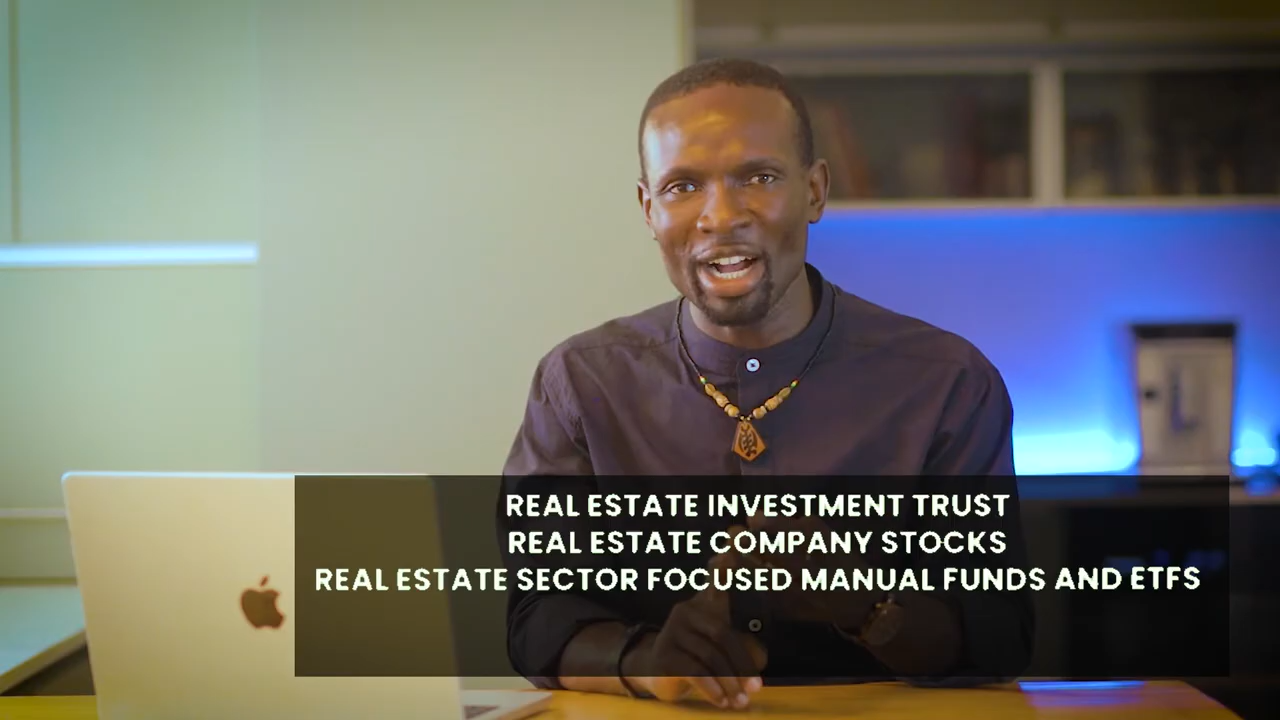 REAL ESTATE INVESTMENT TRUST
REAL ESTATE COMPANY STOCKS
REAL ESTATE SECTOR FOCUSED MANUAL FUNDS AND ETFS